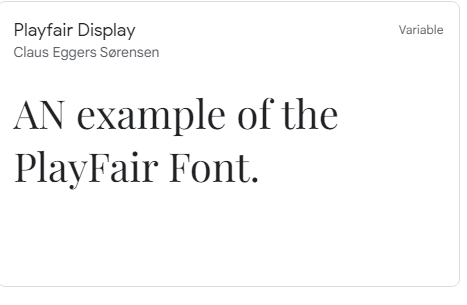 Playfair Display
Variable
Claus Eggers Sørensen
AN example of the
PlayFair Font.